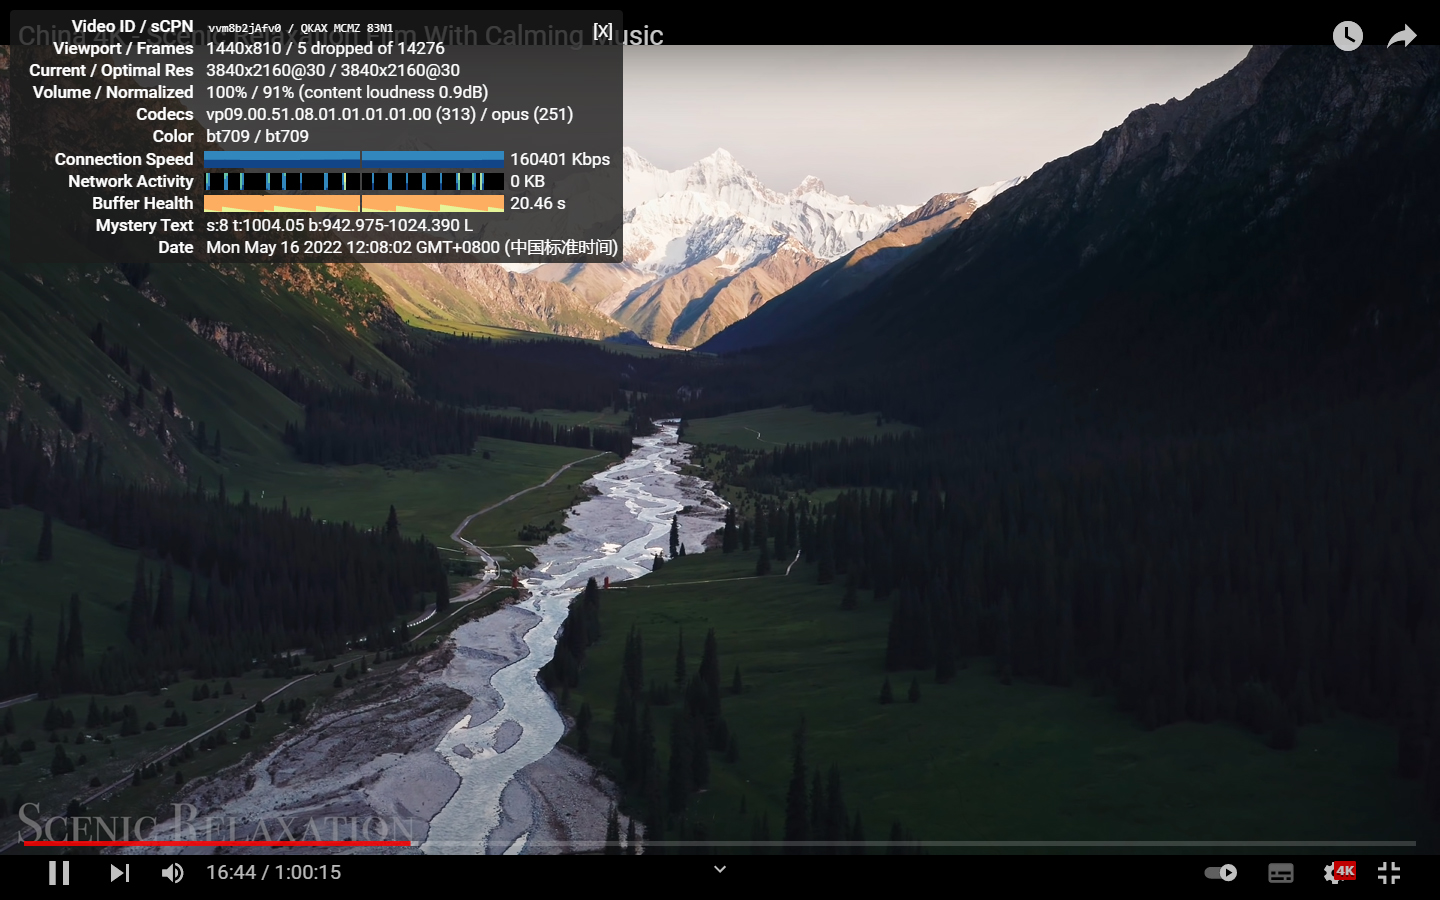 China 4K - Scenic Relaxation Film With Calming Music
Video ID / sCPN vvm8b2jAfv0 / QKAX MCMZ 83N1 [X]
Viewport / Frames 1440x810 / 5 dropped of 14276
Current / Optimal Res 3840x2160@30 / 3840x2160@30
Volume / Normalized 100% / 91% (content loudness 0.9dB)
Codecs vp09.00.51.08.01.01.01.01.00 (313) / opus (251)
Color bt709 / bt709
Connection Speed 160401 Kbps
Network Activity 0 KB
Buffer Health 20.46 s
Mystery Text s:8 t:1004.05 b:942.975-1024.390 L
Date Mon May 16 2022 12:08:02 GMT+0800 (中国标准时间)
SCENIC RELAXATION
16:44 / 1:00:15
4K